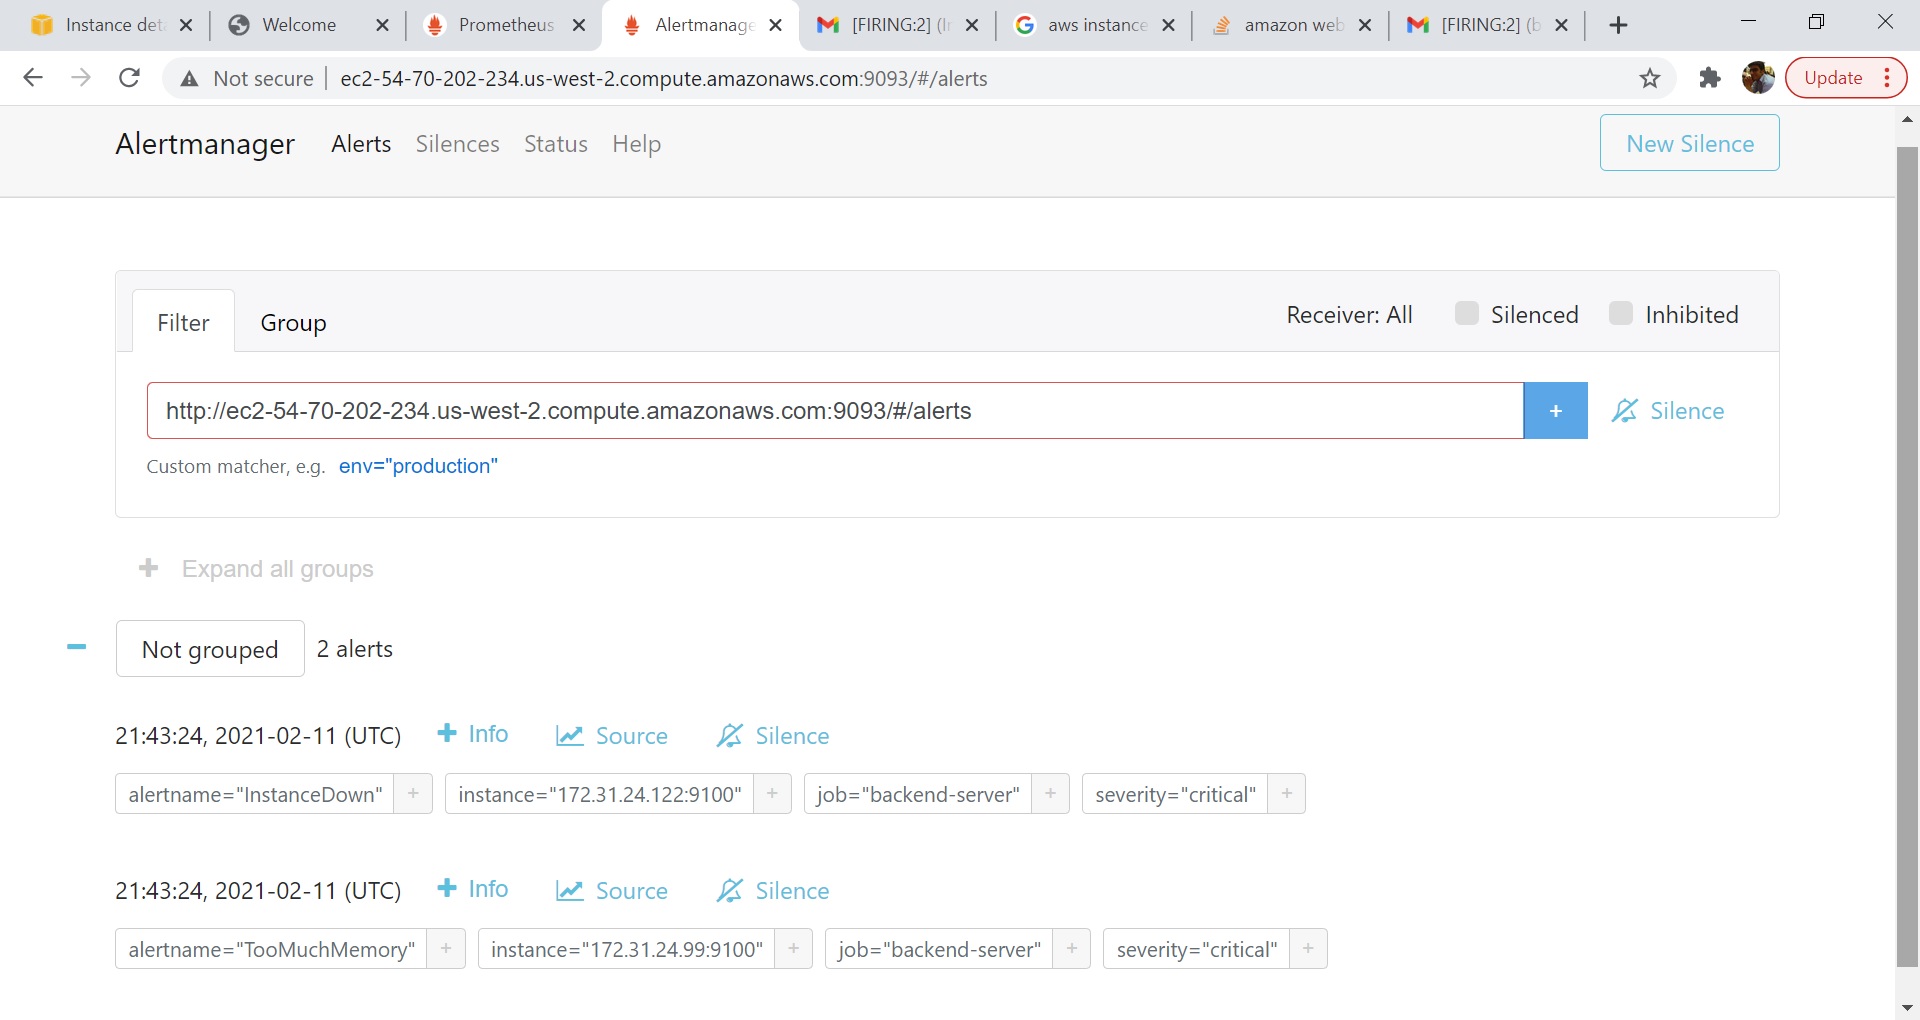 Instance det
Welcome
Prometheus
Alertmanage
[FIRING:2] (I
aws instance
amazon web
[FIRING:2] (b
Not secure
ec2-54-70-202-234.us-west-2.compute.amazonaws.com:9093/#/alerts
Update
Alertmanager
Alerts
Silences
Status
Help
New Silence
Filter
Group
Receiver: All
Silenced
Inhibited
http://ec2-54-70-202-234.us-west-2.compute.amazonaws.com:9093/#/alerts
+
Silence
Custom matcher, e.g. env="production"
+ Expand all groups
- Not grouped
2 alerts
21:43:24, 2021-02-11 (UTC)
+ Info
Source
Silence
alertname="InstanceDown" +
instance="172.31.24.122:9100" +
job="backend-server" +
severity="critical" +
21:43:24, 2021-02-11 (UTC)
+ Info
Source
Silence
alertname="TooMuchMemory" +
instance="172.31.24.99:9100" +
job="backend-server" +
severity="critical" +